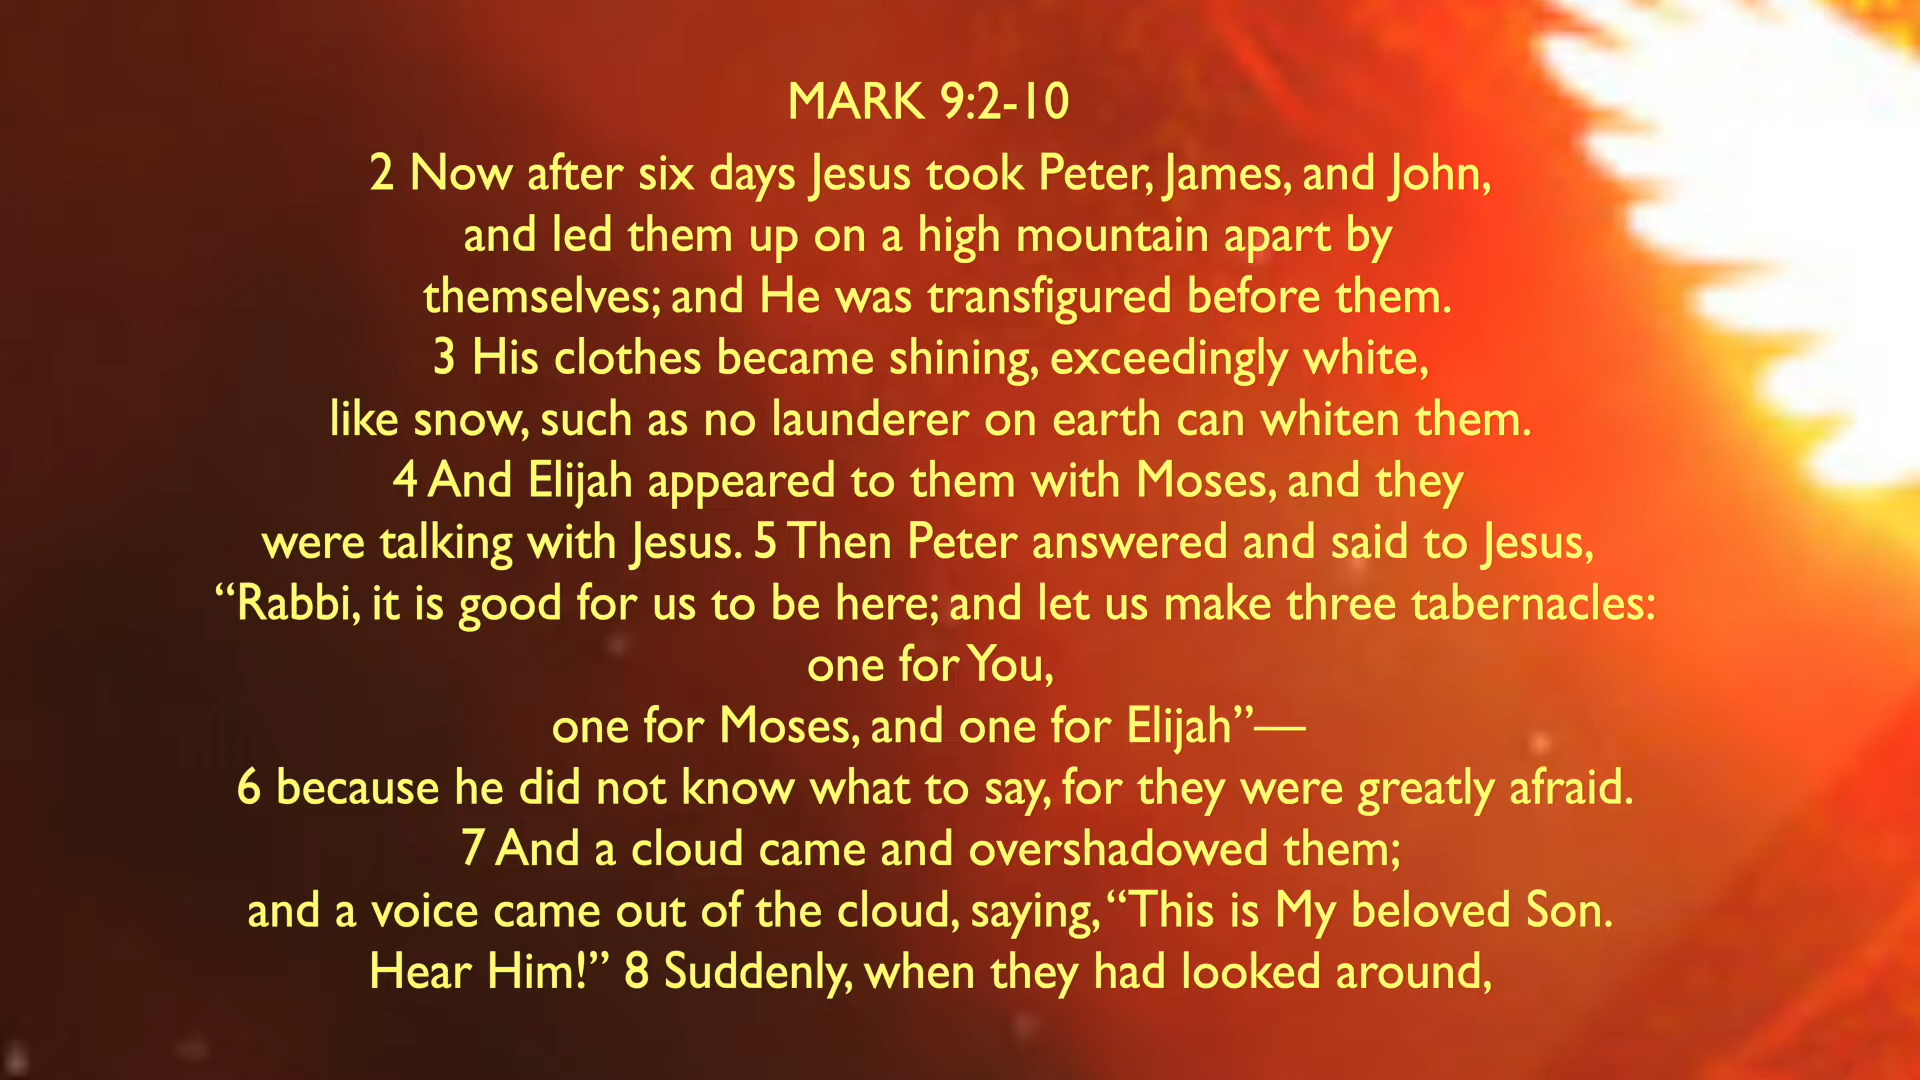 MARK 9:2-10
2 Now after six days Jesus took Peter, James, and John,
and led them up on a high mountain apart by
themselves; and He was transfigured before them.
3 His clothes became shining, exceedingly white,
like snow, such as no launderer on earth can whiten them.
4 And Elijah appeared to them with Moses, and they
were talking with Jesus. 5 Then Peter answered and said to Jesus,
“Rabbi, it is good for us to be here; and let us make three tabernacles:
one for You,
one for Moses, and one for Elijah”—
6 because he did not know what to say, for they were greatly afraid.
7 And a cloud came and overshadowed them;
and a voice came out of the cloud, saying, “This is My beloved Son.
Hear Him!” 8 Suddenly, when they had looked around,